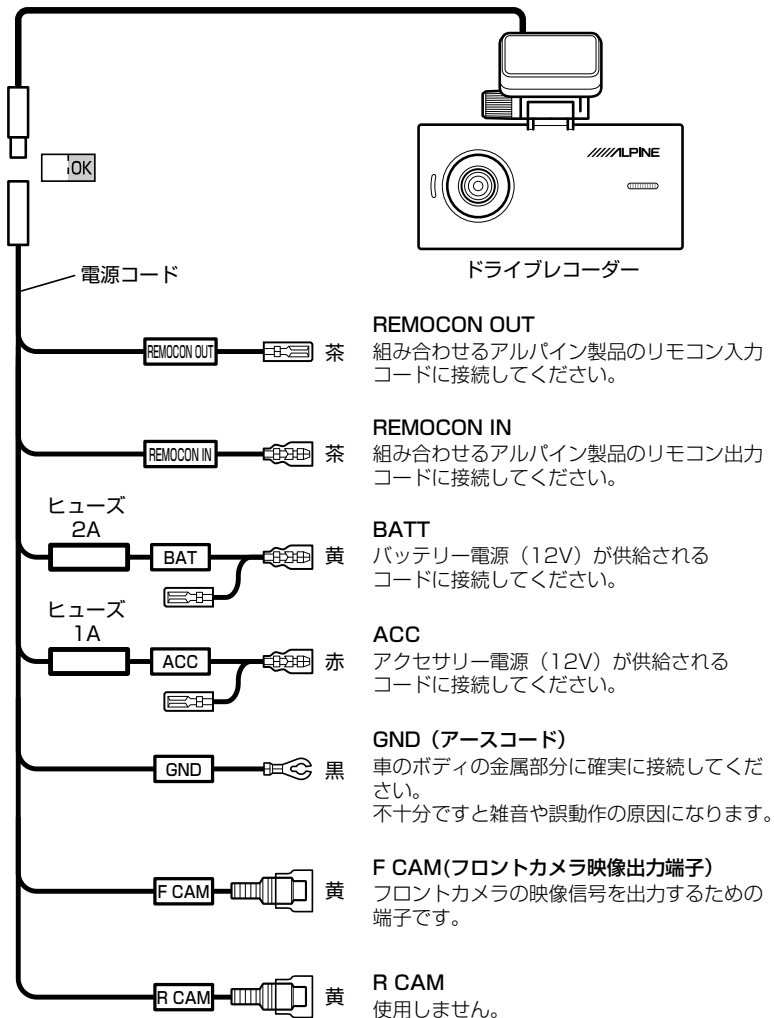 /////ALPINE
OK
ドライブレコーダー
電源コード
REMOCON OUT
茶
REMOCON OUT
組み合わせるアルパイン製品のリモコン入力
コードに接続してください。
REMOCON IN
茶
REMOCON IN
組み合わせるアルパイン製品のリモコン出力
コードに接続してください。
ヒューズ
2A
BAT
黄
BATT
バッテリー電源（12V）が供給される
コードに接続してください。
ヒューズ
1A
ACC
赤
ACC
アクセサリー電源（12V）が供給される
コードに接続してください。
GND
黒
GND（アースコード）
車のボディの金属部分に確実に接続してくだ
さい。
不十分ですと雑音や誤動作の原因になります。
F CAM
黄
F CAM(フロントカメラ映像出力端子）
フロントカメラの映像信号を出力するための
端子です。
R CAM
黄
R CAM
使用しません。